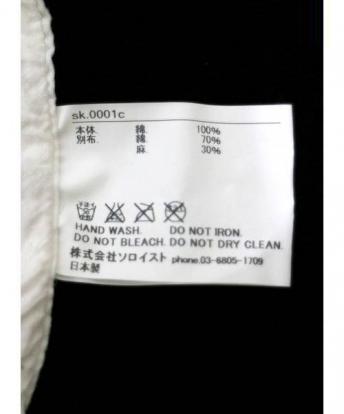 sk.0001c
本体. 綿. 100%
別布. 綿. 70%
麻. 30%
HAND WASH. DO NOT IRON.
DO NOT BLEACH. DO NOT DRY CLEAN.
株式会社ソロイスト phone.03-6805-1709
日本製